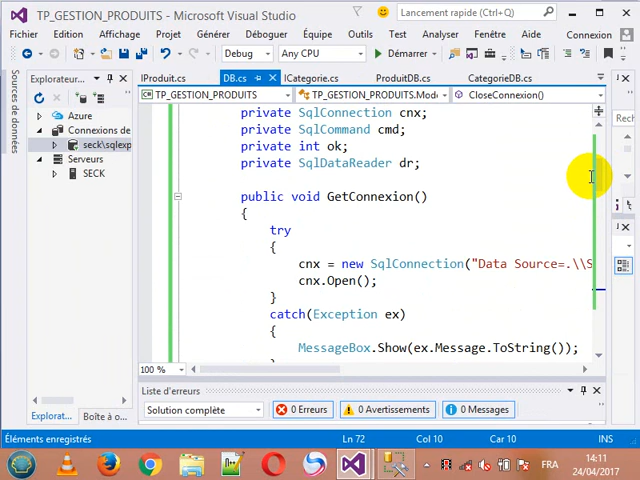 TP_GESTION_PRODUITS - Microsoft Visual Studio
Lancement rapide (Ctrl+Q)
Fichier Edition Affichage Projet
Générer Déboguer Équipe Outils Test Analyser Fenêtre Aide Connexion
Debug Any CPU Démarrer
Sources de données
Explorateur...
Azure
Connexions de
seck\sqlexp
Serveurs
SECK
Explorat... Boîte à o...
IProduit.cs DB.cs ICategorie.cs ProduitDB.cs CategorieDB.cs
TP_GESTION_PRODUITS TP_GESTION_PRODUITS.Mode CloseConnexion()
private SqlConnection cnx;
private SqlCommand cmd;
private int ok;
private SqlDataReader dr;
public void GetConnexion()
{
try
{
cnx = new SqlConnection("Data Source=.\\S
cnx.Open();
}
catch(Exception ex)
{
MessageBox.Show(ex.Message.ToString());
100 %
Rech
Liste d'erreurs
Solution complète 0 Erreurs 0 Avertissements 0 Messages
Éléments enregistrés Ln 72 Col 10 Car 10 INS
FR 14:11
24/04/2017